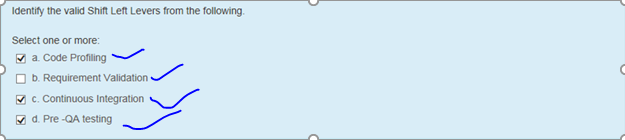 Identify the valid Shift Left Levers from the following.
Select one or more:
a. Code Profiling
b. Requirement Validation
c. Continuous Integration
d. Pre -QA testing